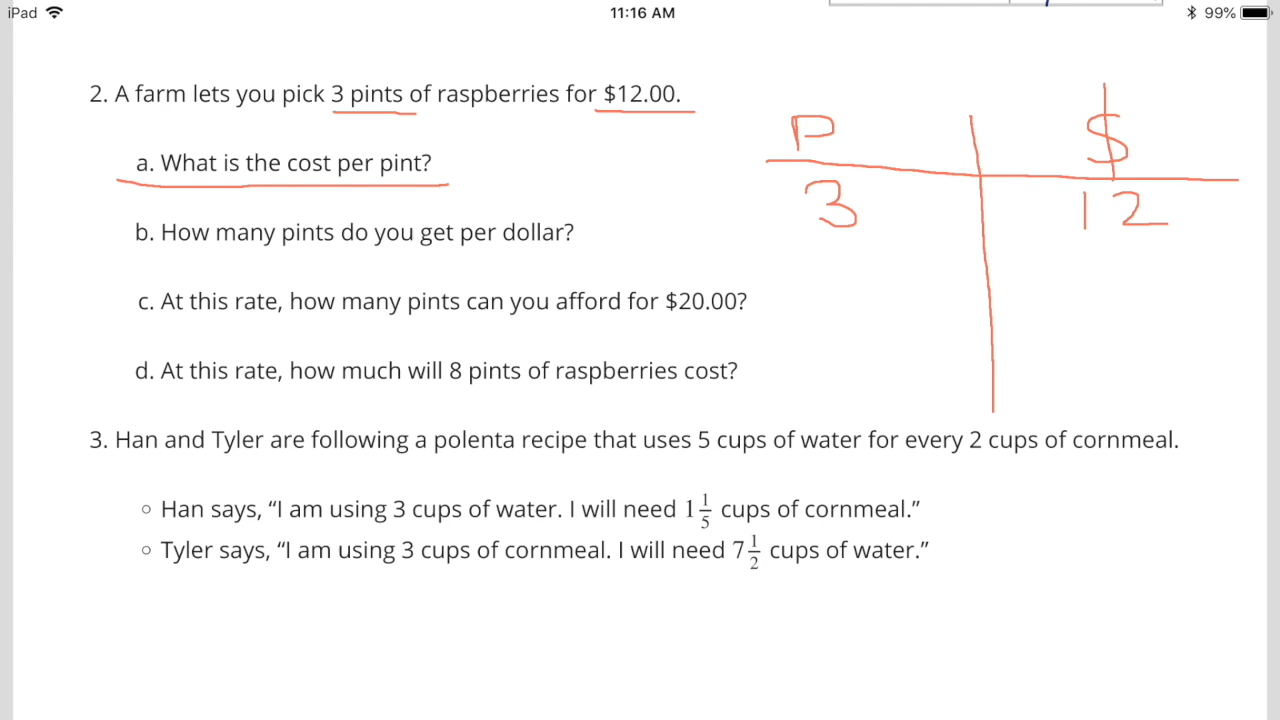 iPad 11:16 AM 99%
2. A farm lets you pick 3 pints of raspberries for $12.00.
P $
a. What is the cost per pint?
3 12
b. How many pints do you get per dollar?
c. At this rate, how many pints can you afford for $20.00?
d. At this rate, how much will 8 pints of raspberries cost?
3. Han and Tyler are following a polenta recipe that uses 5 cups of water for every 2 cups of cornmeal.
Han says, “I am using 3 cups of water. I will need 1 1/5 cups of cornmeal.”
Tyler says, “I am using 3 cups of cornmeal. I will need 7 1/2 cups of water.”